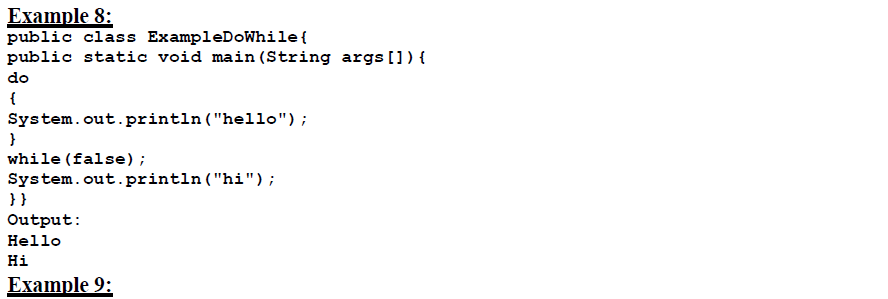 Example 8:
public class ExampleDoWhile{
public static void main(String args[]){
do
{
System.out.println("hello");
}
while(false);
System.out.println("hi");
}}
Output:
Hello
Hi
Example 9: